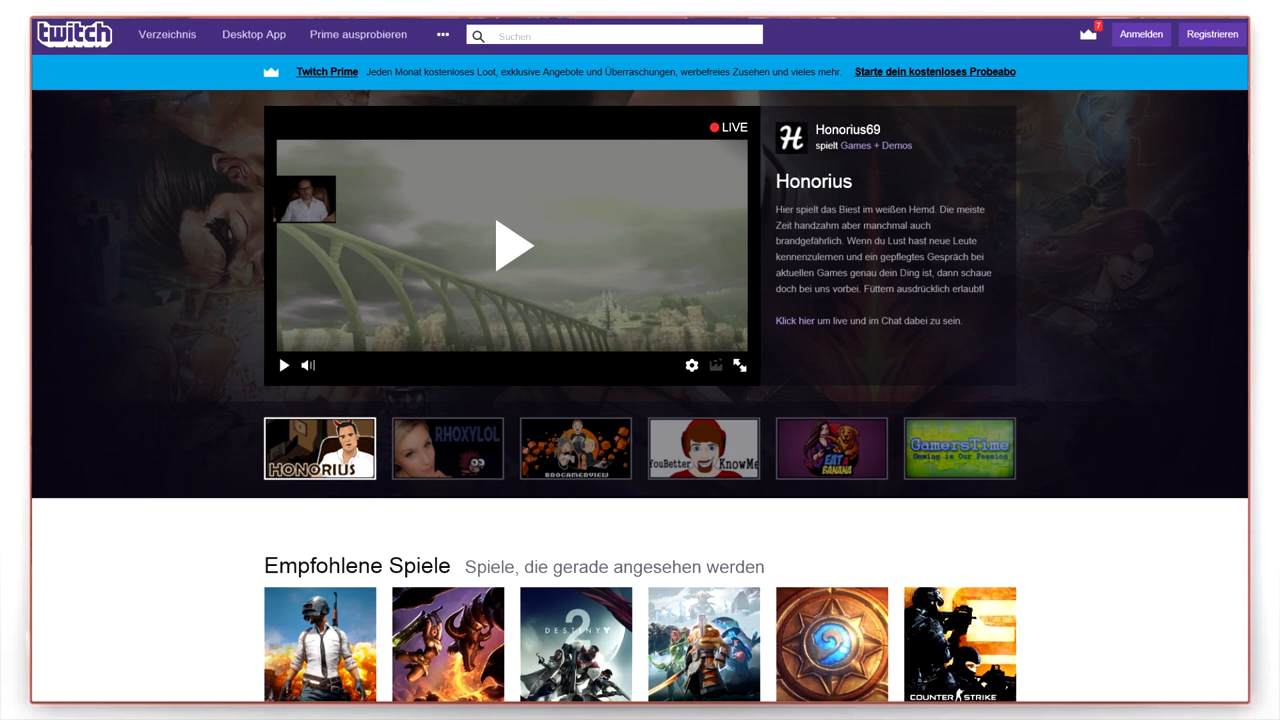 twitch
Verzeichnis
Desktop App
Prime ausprobieren
•••
Suchen
7
Anmelden
Registrieren
Twitch Prime Jeden Monat kostenloses Loot, exklusive Angebote und Überraschungen, werbefreies Zusehen und vieles mehr. Starte dein kostenloses Probeabo
LIVE
H
Honorius69
spielt Games + Demos
Honorius
Hier spielt das Biest im weißen Hemd. Die meiste
Zeit handzahm aber manchmal auch
brandgefährlich. Wenn du Lust hast neue Leute
kennenzulernen und ein gepflegtes Gespräch bei
aktuellen Games genau dein Ding ist, dann schaue
doch bei uns vorbei. Füttern ausdrücklich erlaubt!
Klick hier um live und im Chat dabei zu sein.
HONORIUS
RHOXYLOL
BROGAMERVIEW
YouBetter KnowMe
EAT A BANANA
GamersTime
Gaming is Our Passion
Empfohlene Spiele Spiele, die gerade angesehen werden
2
DESTINY
COUNTER STRIKE